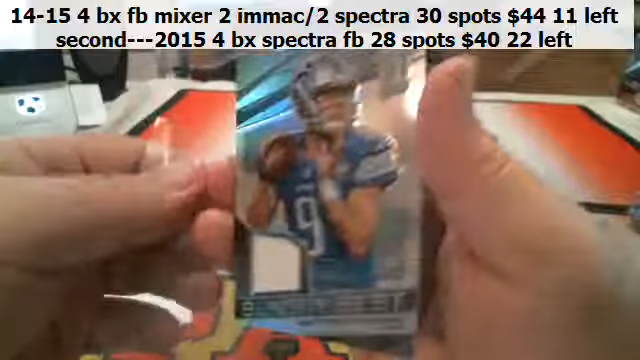 14-15 4 bx fb mixer 2 immac/2 spectra 30 spots $44 11 left
second---2015 4 bx spectra fb 28 spots $40 22 left
9